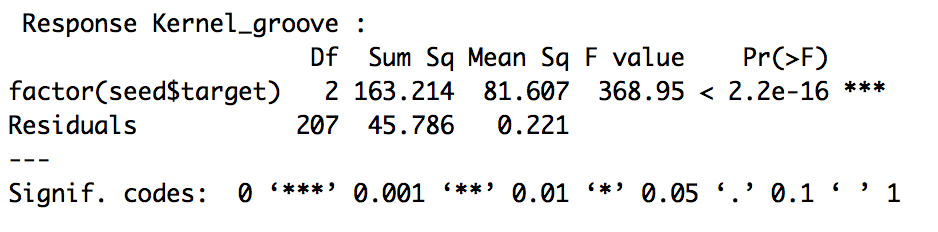 Response Kernel_groove :
                      Df  Sum Sq Mean Sq F value    Pr(>F)
factor(seed$target)   2 163.214  81.607  368.95 < 2.2e-16 ***
Residuals           207  45.786   0.221
---
Signif. codes:  0 ‘***’ 0.001 ‘**’ 0.01 ‘*’ 0.05 ‘.’ 0.1 ‘ ’ 1